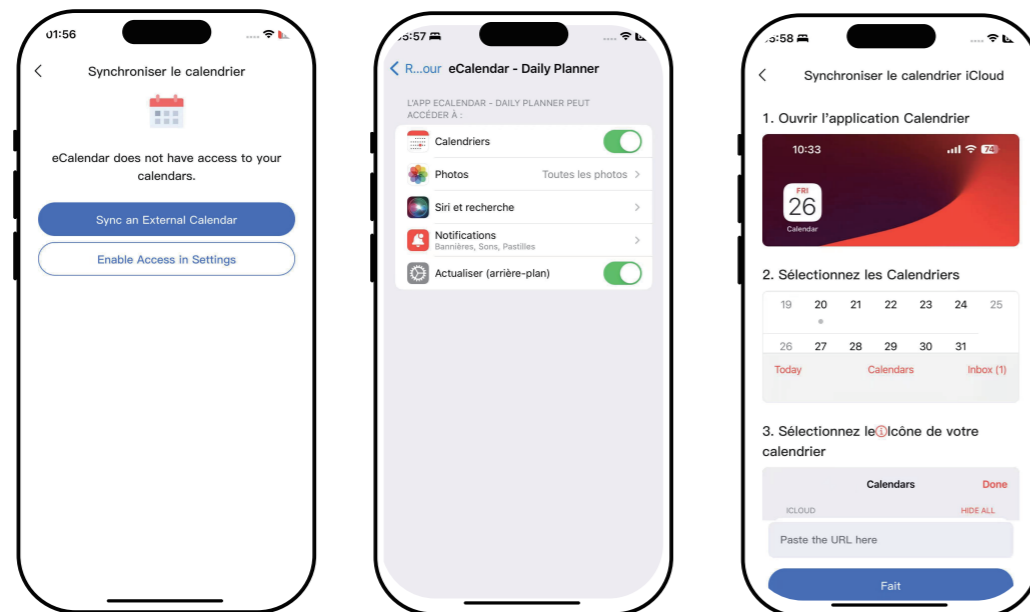 01:56
Synchroniser le calendrier
eCalendar does not have access to your
calendars.
Sync an External Calendar
Enable Access in Settings
R...our eCalendar - Daily Planner
L'APP ECALENDAR - DAILY PLANNER PEUT
ACCÉDER À :
Calendriers
Photos Toutes les photos
Siri et recherche
Notifications
Bannières, Sons, Pastilles
Actualiser (arrière-plan)
Synchroniser le calendrier iCloud
1. Ouvrir l'application Calendrier
10:33 74
FRI
26
Calendar
2. Sélectionnez les Calendriers
19 20 21 22 23 24 25
26 27 28 29 30 31
Today Calendars Inbox (1)
3. Sélectionnez le ⓘ Icône de votre
calendrier
Calendars Done
ICLOUD HIDE ALL
Paste the URL here
Fait